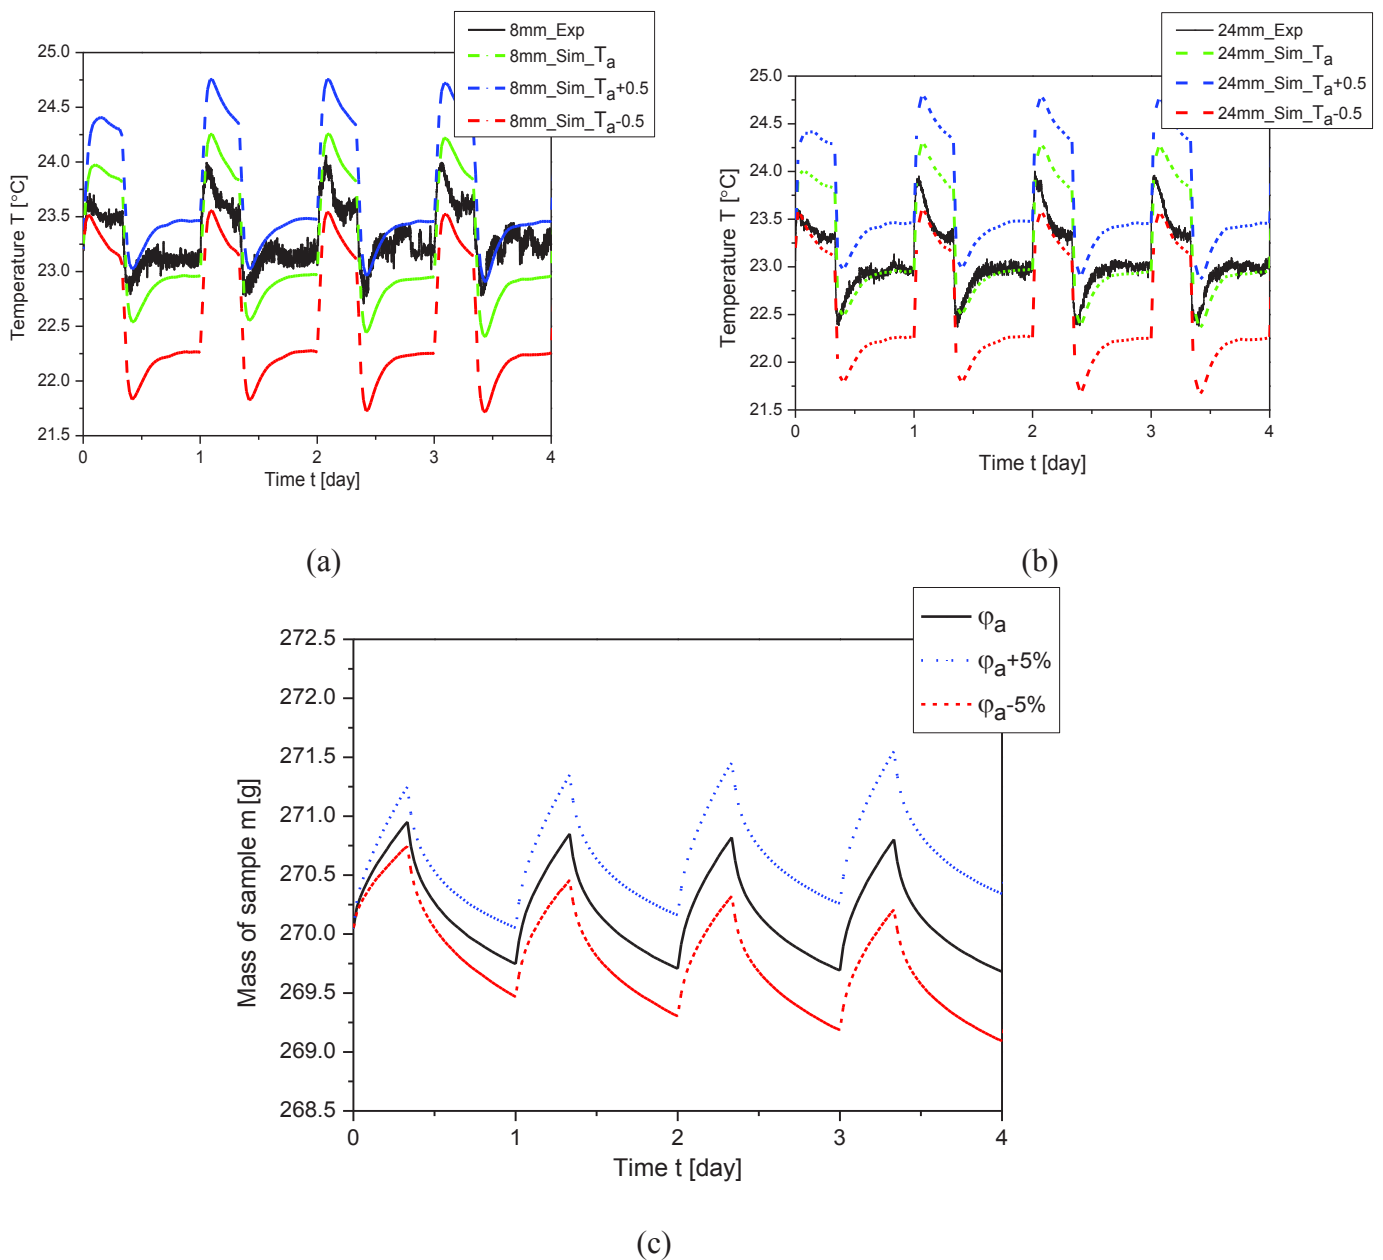 8mm_Exp
8mm_Sim_Ta
8mm_Sim_Ta+0.5
8mm_Sim_Ta-0.5
25.0
24.5
24.0
23.5
23.0
22.5
22.0
21.5
Temperature T [°C]
0 1 2 3 4
Time t [day]
(a)
24mm_Exp
24mm_Sim_Ta
24mm_Sim_Ta+0.5
24mm_Sim_Ta-0.5
25.0
24.5
24.0
23.5
23.0
22.5
22.0
21.5
Temperature T [°C]
0 1 2 3 4
Time t [day]
(b)
φa
φa+5%
φa-5%
272.5
272.0
271.5
271.0
270.5
270.0
269.5
269.0
268.5
Mass of sample m [g]
0 1 2 3 4
Time t [day]
(c)